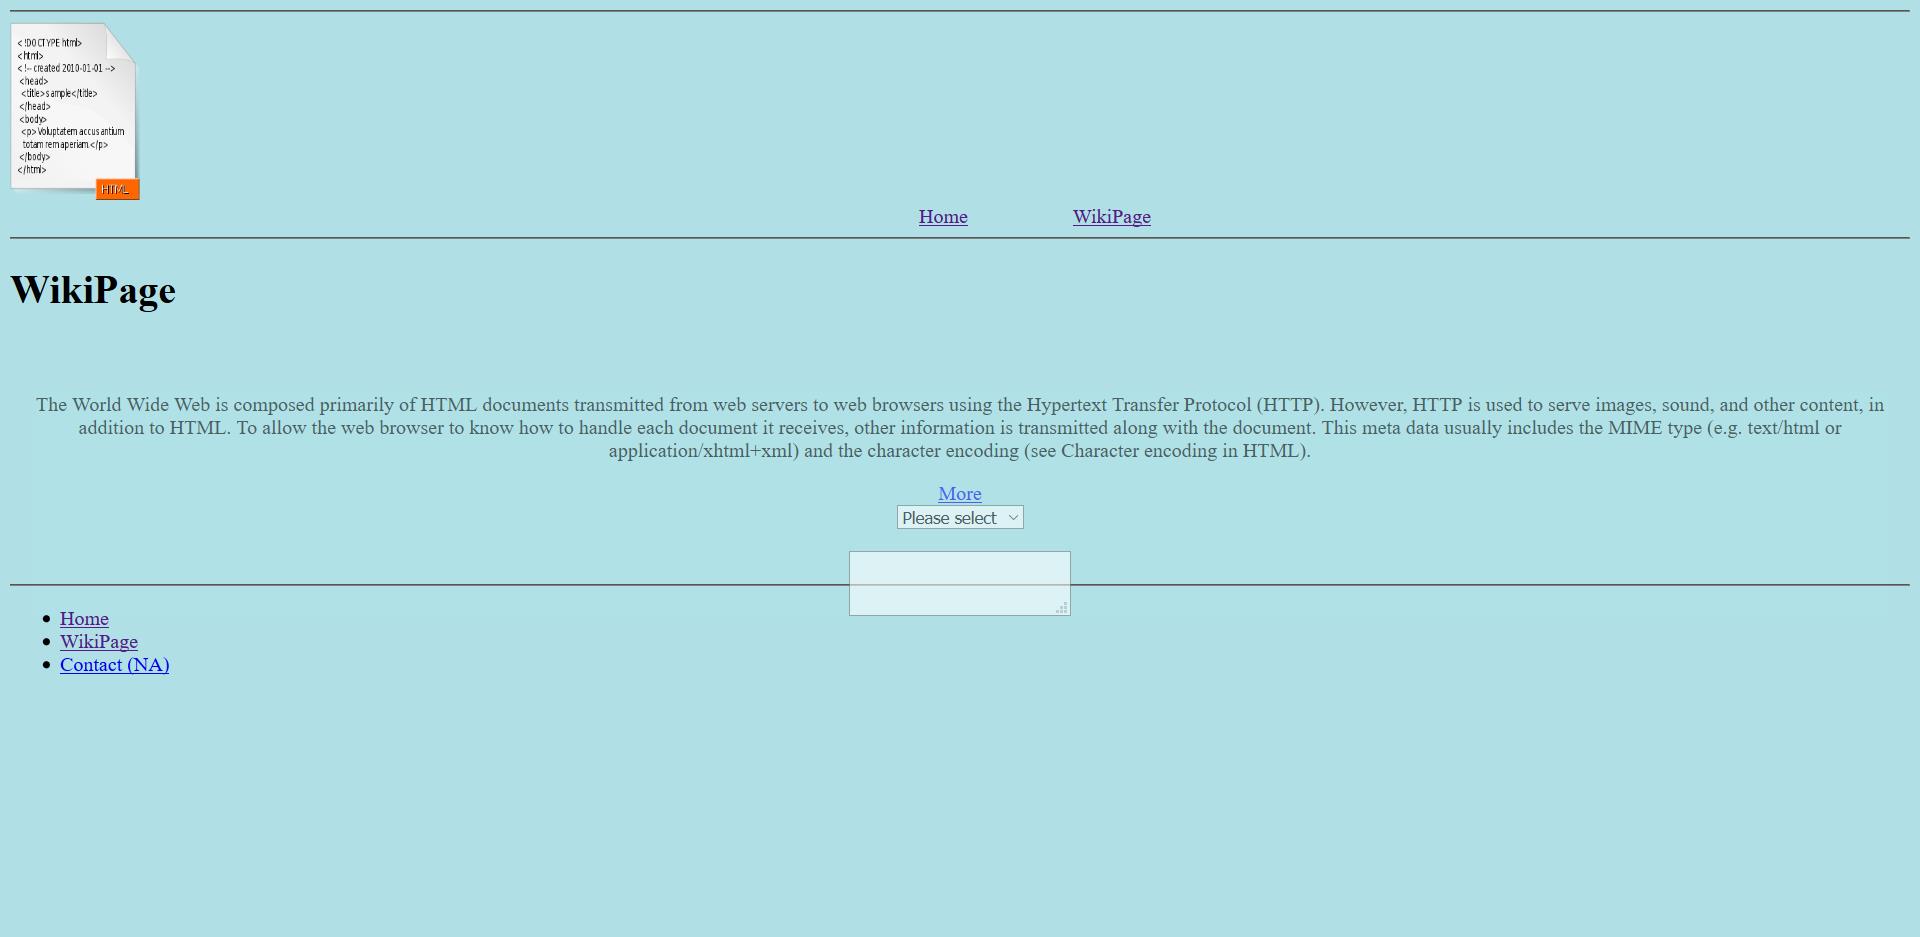 <!DOCTYPE html>
<html>
<!-- created 2010-01-01 -->
<head>
<title>sample</title>
</head>
<body>
<p>Voluptatem accusantium
totam rem aperiam.</p>
</body>
</html>
HTML
Home WikiPage
WikiPage
The World Wide Web is composed primarily of HTML documents transmitted from web servers to web browsers using the Hypertext Transfer Protocol (HTTP). However, HTTP is used to serve images, sound, and other content, in
addition to HTML. To allow the web browser to know how to handle each document it receives, other information is transmitted along with the document. This meta data usually includes the MIME type (e.g. text/html or
application/xhtml+xml) and the character encoding (see Character encoding in HTML).
More
Please select
Home
WikiPage
Contact (NA)